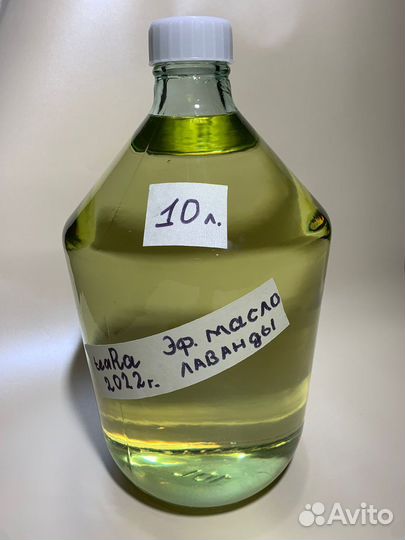 10 л.
эф. масло
лаванды
2022г.
Avito